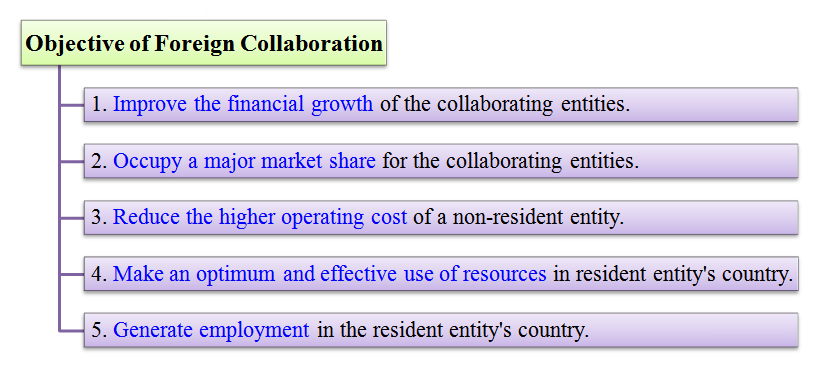 Objective of Foreign Collaboration
1. Improve the financial growth of the collaborating entities.
2. Occupy a major market share for the collaborating entities.
3. Reduce the higher operating cost of a non-resident entity.
4. Make an optimum and effective use of resources in resident entity's country.
5. Generate employment in the resident entity's country.